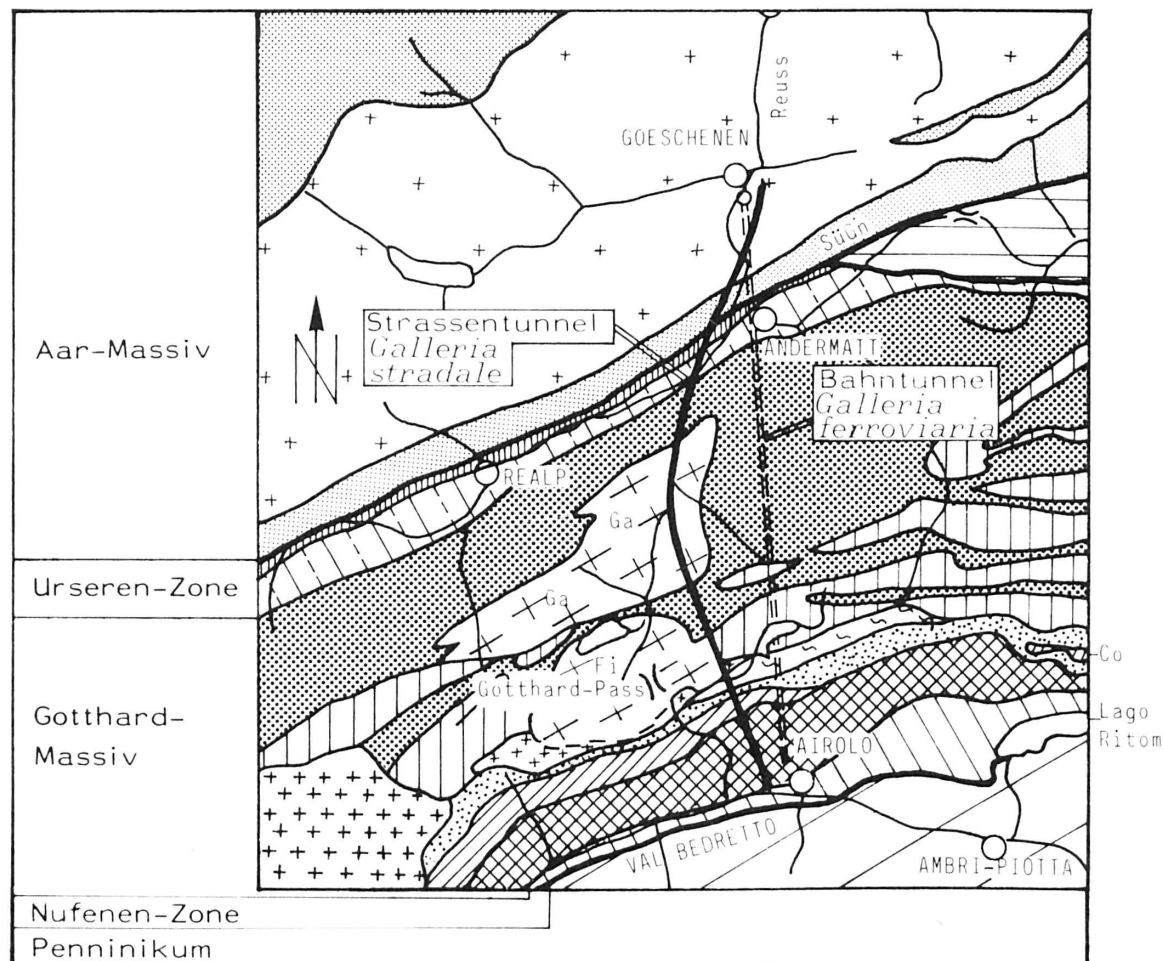 Reuss
GOESCHENEN
SüGn
Aar-Massiv
N
Strassentunnel
Galleria
stradale
ANDERMATT
Bahntunnel
Galleria
ferroviaria
REALP
Ga
Urseren-Zone
Ga
Co
Fi
Gotthard-Pass
Gotthard-
Massiv
Lago
Ritom
AIROLO
VAL BEDRETTO
AMBRI-PIOTTA
Nufenen-Zone
Penninikum